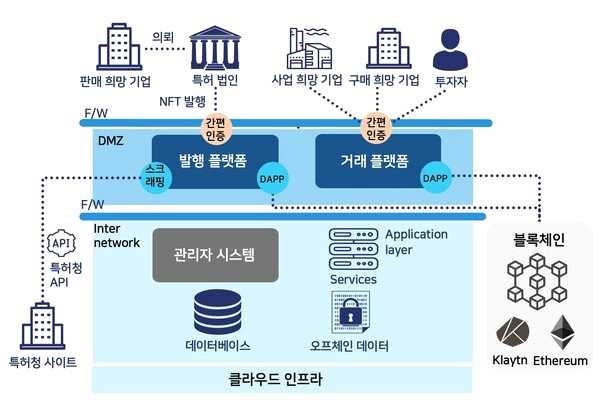 의뢰
판매 희망 기업
특허 법인
사업 희망 기업
구매 희망 기업
투자자
NFT 발행
F/W
간편
인증
간편
인증
DMZ
발행 플랫폼
거래 플랫폼
스크
래핑
DAPP
DAPP
F/W
Inter
network
관리자 시스템
Application
layer
Services
블록체인
API
특허청
API
데이터베이스
오프체인 데이터
Klaytn
Ethereum
특허청 사이트
클라우드 인프라